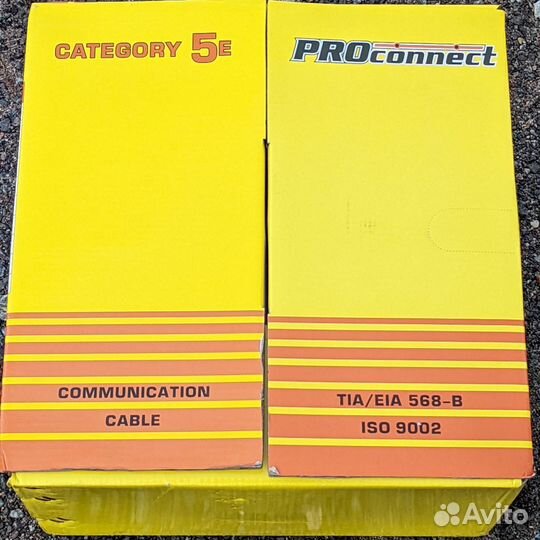 CATEGORY 5E
PROconnect
COMMUNICATION
CABLE
TIA/EIA 568-B
ISO 9002
Avito